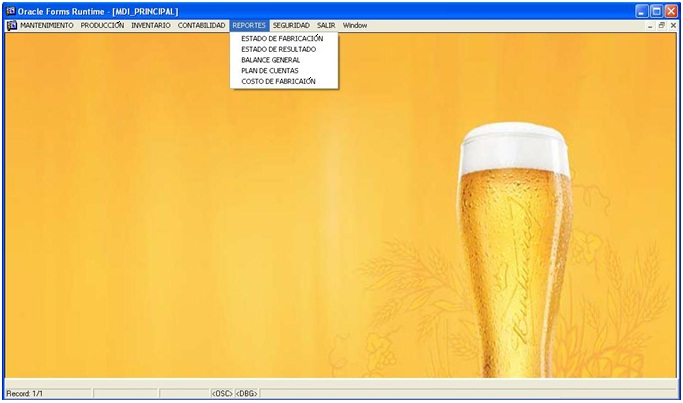 Oracle Forms Runtime - [MDI_PRINCIPAL]
MANTENIMIENTO PRODUCCIÓN INVENTARIO CONTABILIDAD REPORTES SEGURIDAD SALIR Window
ESTADO DE FABRICACIÓN
ESTADO DE RESULTADO
BALANCE GENERAL
PLAN DE CUENTAS
COSTO DE FABRICAIÓN
Record: 1/1 <OSC> <DBG>